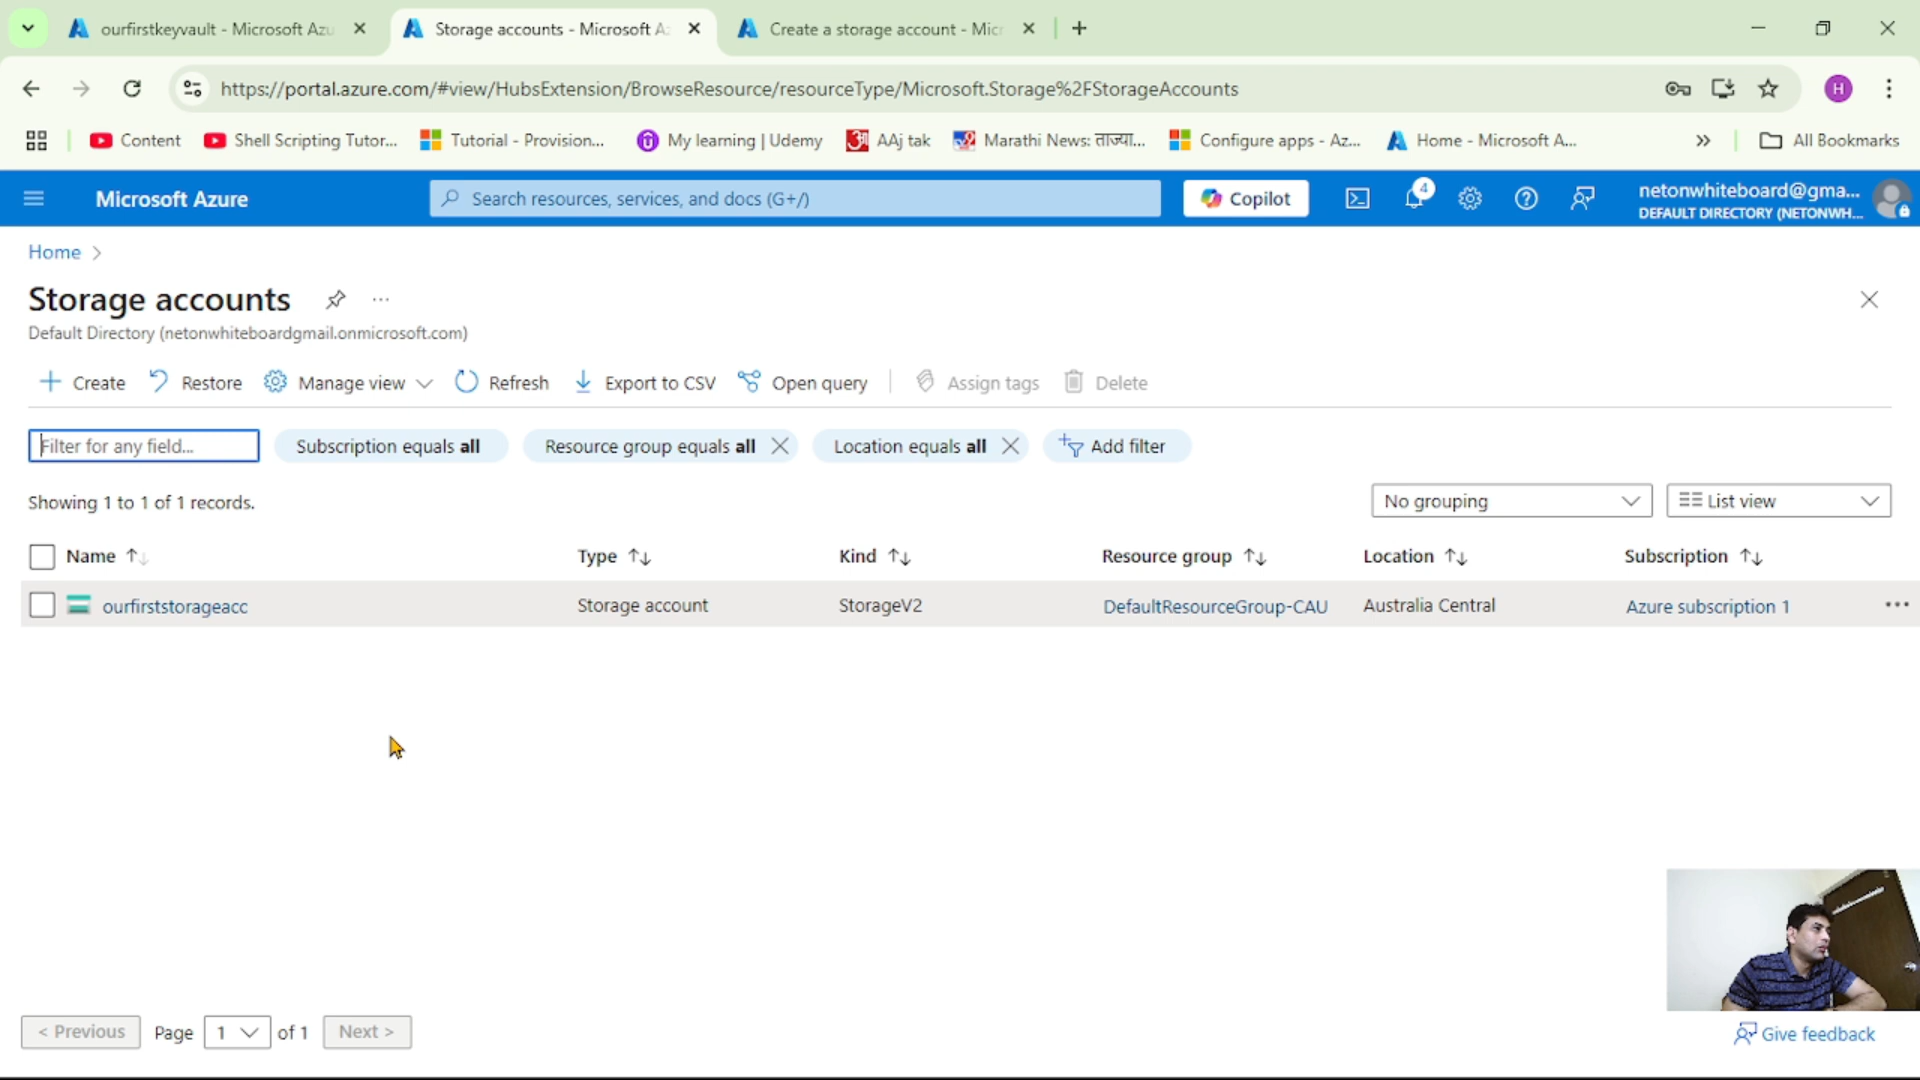 ourfirstkeyvault - Microsoft Azu
Storage accounts - Microsoft A
Create a storage account - Micr
https://portal.azure.com/#view/HubsExtension/BrowseResource/resourceType/Microsoft.Storage%2FStorageAccounts
H
Content
Shell Scripting Tutor...
Tutorial - Provision...
My learning | Udemy
AAj tak
Marathi News: ताज्या...
Configure apps - Az...
Home - Microsoft A...
All Bookmarks
Microsoft Azure
Search resources, services, and docs (G+/)
Copilot
4
netonwhiteboard@gma...
DEFAULT DIRECTORY (NETONWH...
Home
Storage accounts
Default Directory (netonwhiteboardgmail.onmicrosoft.com)
Create
Restore
Manage view
Refresh
Export to CSV
Open query
Assign tags
Delete
Filter for any field...
Subscription equals all
Resource group equals all
Location equals all
Add filter
Showing 1 to 1 of 1 records.
No grouping
List view
Name
Type
Kind
Resource group
Location
Subscription
ourfirststorageacc
Storage account
StorageV2
DefaultResourceGroup-CAU
Australia Central
Azure subscription 1
< Previous
Page
1
of 1
Next >
Give feedback